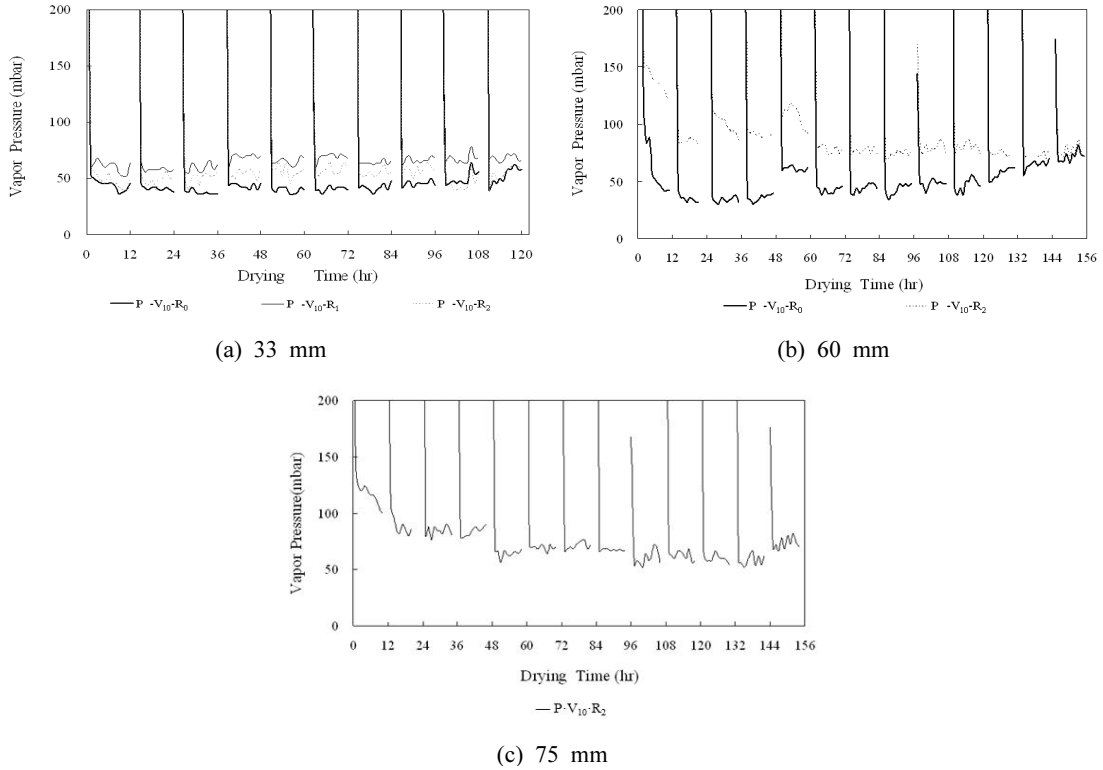 200
150
100
50
0
Vapor Pressure (mbar)
0 12 24 36 48 60 72 84 96 108 120
Drying Time (hr)
P -V10-R0 P -V10-R1 P -V10-R2
(a) 33 mm
200
150
100
50
0
Vapor Pressure (mbar)
0 12 24 36 48 60 72 84 96 108 120 132 144 156
Drying Time (hr)
P -V10-R0 P -V10-R2
(b) 60 mm
200
150
100
50
0
Vapor Pressure(mbar)
0 12 24 36 48 60 72 84 96 108 120 132 144 156
Drying Time (hr)
P-V10-R2
(c) 75 mm